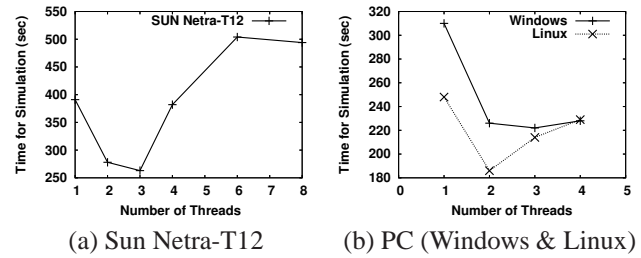 550
500
450
400
350
300
250
Time for Simulation (sec)
SUN Netra-T12
1 2 3 4 5 6 7 8
Number of Threads
(a) Sun Netra-T12
320
300
280
260
240
220
200
180
Time for Simulation (sec)
Windows
Linux
0 1 2 3 4 5
Number of Threads
(b) PC (Windows & Linux)